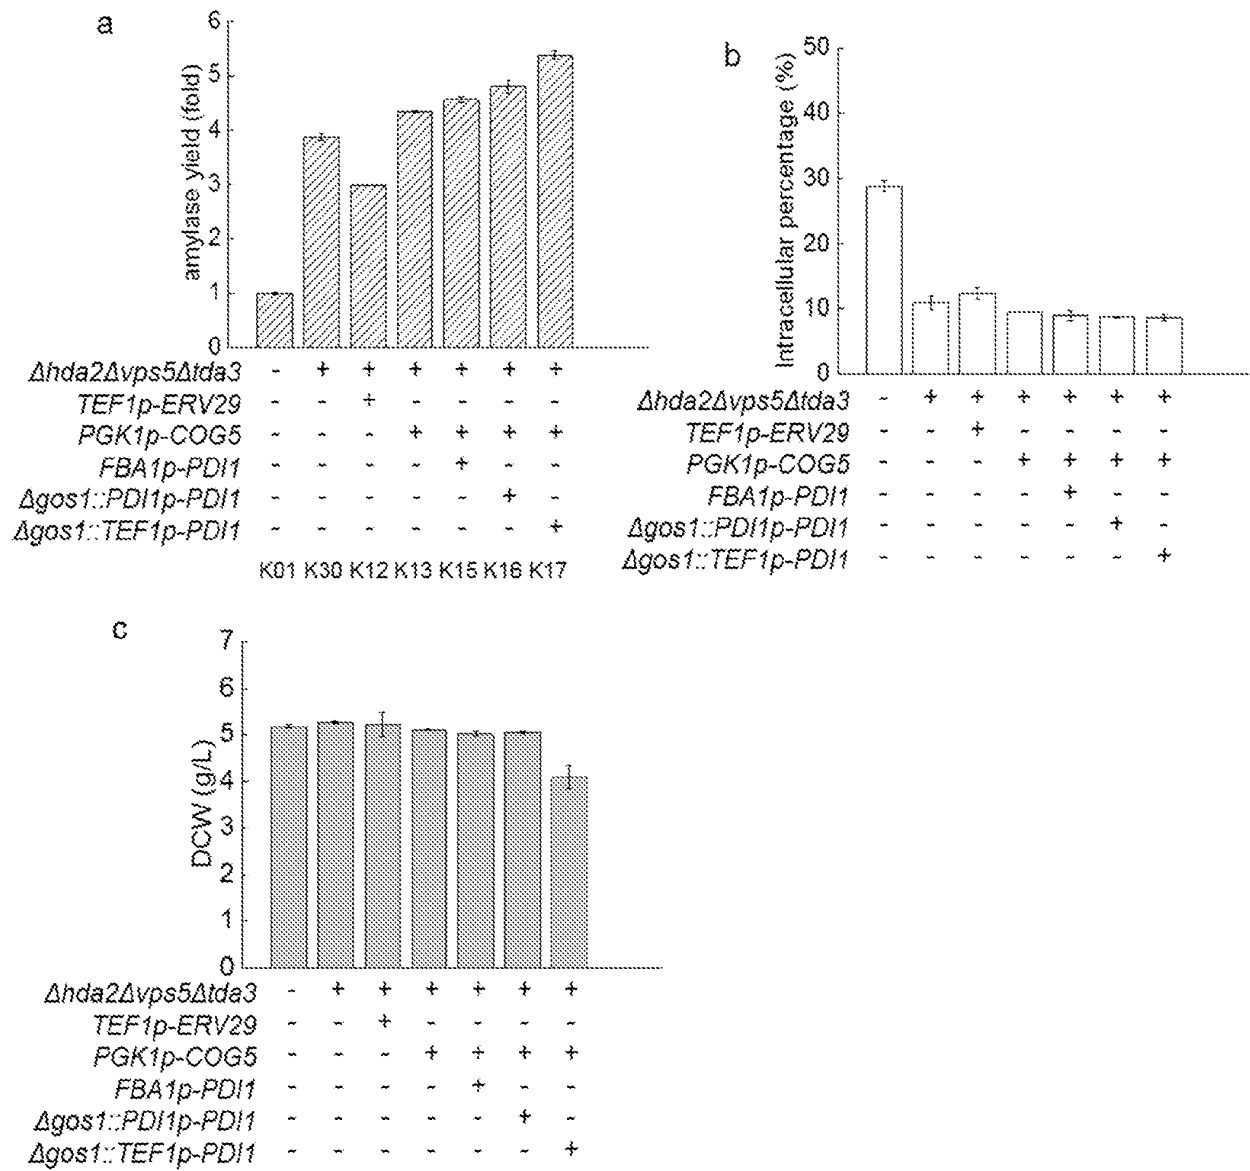 a
amylase yield (fold)
6
5
4
3
2
1
0
Δhda2Δvps5Δtda3 - + + + + + +
TEF1p-ERV29 - - + - - - -
PGK1p-COG5 - - - + + + +
FBA1p-PDI1 - - - - + - -
Δgos1::PDI1p-PDI1 - - - - - + -
Δgos1::TEF1p-PDI1 - - - - - - +
K01 K30 K12 K13 K15 K16 K17
b
Intracellular percentage (%)
50
40
30
20
10
0
Δhda2Δvps5Δtda3 - + + + + + +
TEF1p-ERV29 - - + - - - -
PGK1p-COG5 - - - + + + +
FBA1p-PDI1 - - - - + - -
Δgos1::PDI1p-PDI1 - - - - - + -
Δgos1::TEF1p-PDI1 - - - - - - +
c
DCW (g/L)
7
6
5
4
3
2
1
0
Δhda2Δvps5Δtda3 - + + + + + +
TEF1p-ERV29 - - + - - - -
PGK1p-COG5 - - - + + + +
FBA1p-PDI1 - - - - + - -
Δgos1::PDI1p-PDI1 - - - - - + -
Δgos1::TEF1p-PDI1 - - - - - - +